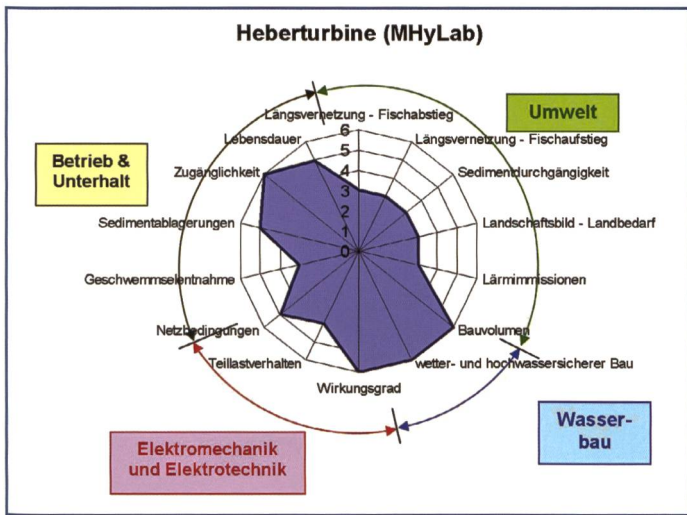 Heberturbine (MHyLab)
Umwelt
Betrieb &
Unterhalt
Längsvernetzung - Fischabstieg
Lebensdauer
Längsvernetzung - Fischaufstieg
Zugänglichkeit
Sedimentdurchgängigkeit
Sedimentablagerungen
Landschaftsbild - Landbedarf
Geschwemmselentnahme
Lärmimmissionen
Netzbedingungen
Bauvolumen
Teillastverhalten
wetter- und hochwassersicherer Bau
Wirkungsgrad
6
5
4
3
2
1
0
Elektromechanik
und Elektrotechnik
Wasser-
bau